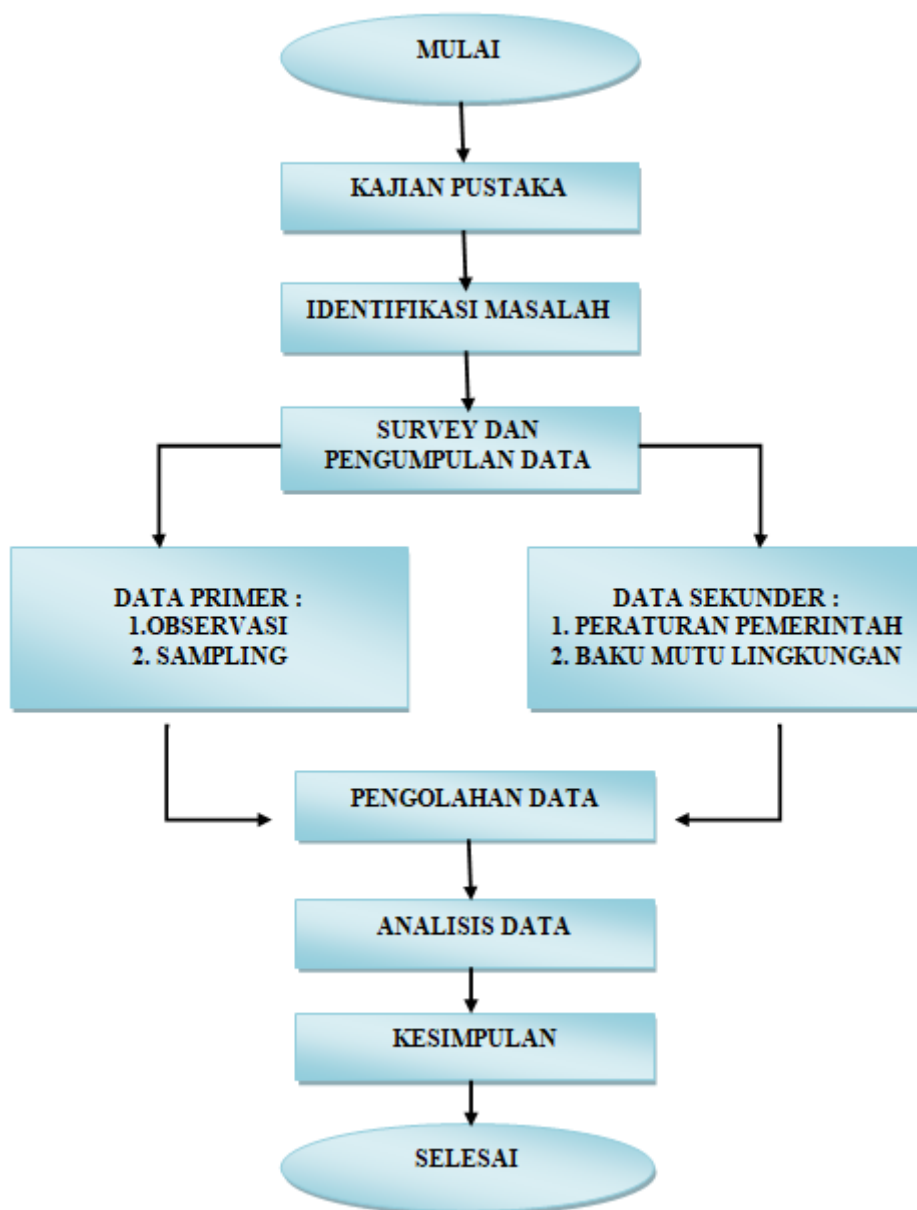 MULAI
KAJIAN PUSTAKA
IDENTIFIKASI MASALAH
SURVEY DAN
PENGUMPULAN DATA
DATA PRIMER :
1.OBSERVASI
2. SAMPLING
DATA SEKUNDER :
1. PERATURAN PEMERINTAH
2. BAKU MUTU LINGKUNGAN
PENGOLAHAN DATA
ANALISIS DATA
KESIMPULAN
SELESAI